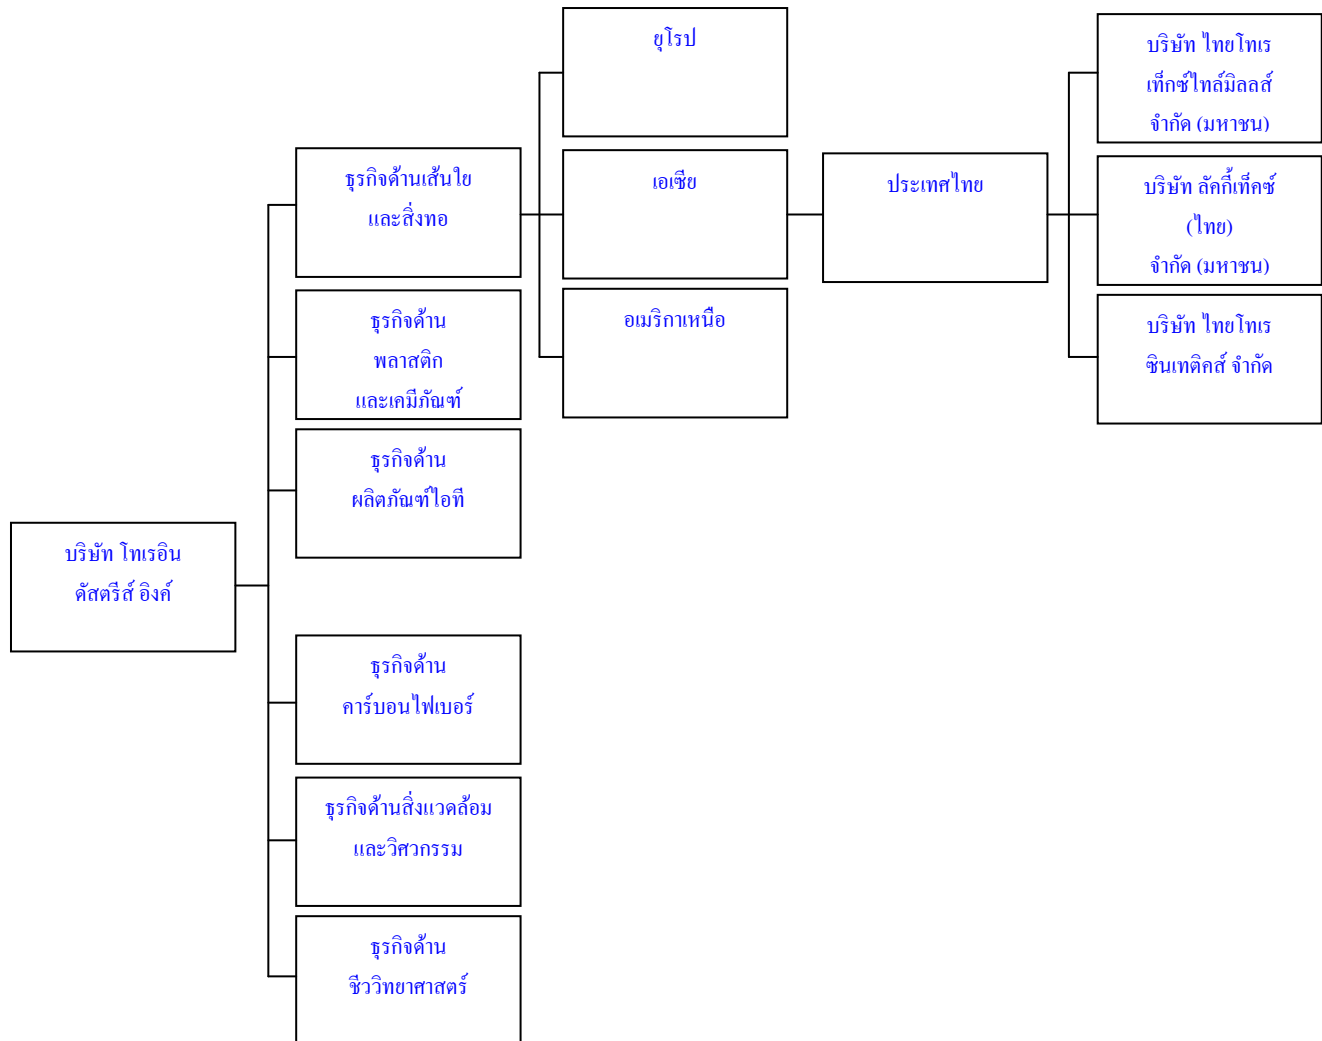 บริษัท โทเรอิน
ดัสตรีส์ อิงค์
ธุรกิจด้านเส้นใย
และสิ่งทอ
ธุรกิจด้าน
พลาสติก
และเคมีภัณฑ์
ธุรกิจด้าน
ผลิตภัณฑ์ไอที
ธุรกิจด้าน
คาร์บอนไฟเบอร์
ธุรกิจด้านสิ่งแวดล้อม
และวิศวกรรม
ธุรกิจด้าน
ชีววิทยาศาสตร์
ยุโรป
เอเซีย
อเมริกาเหนือ
ประเทศไทย
บริษัท ไทยโทเร
เท็กซ์ไทล์มิลลส์
จำกัด (มหาชน)
บริษัท ลัคกี้เท็คซ์
(ไทย)
จำกัด (มหาชน)
บริษัท ไทยโทเร
ซินเทติคส์ จำกัด